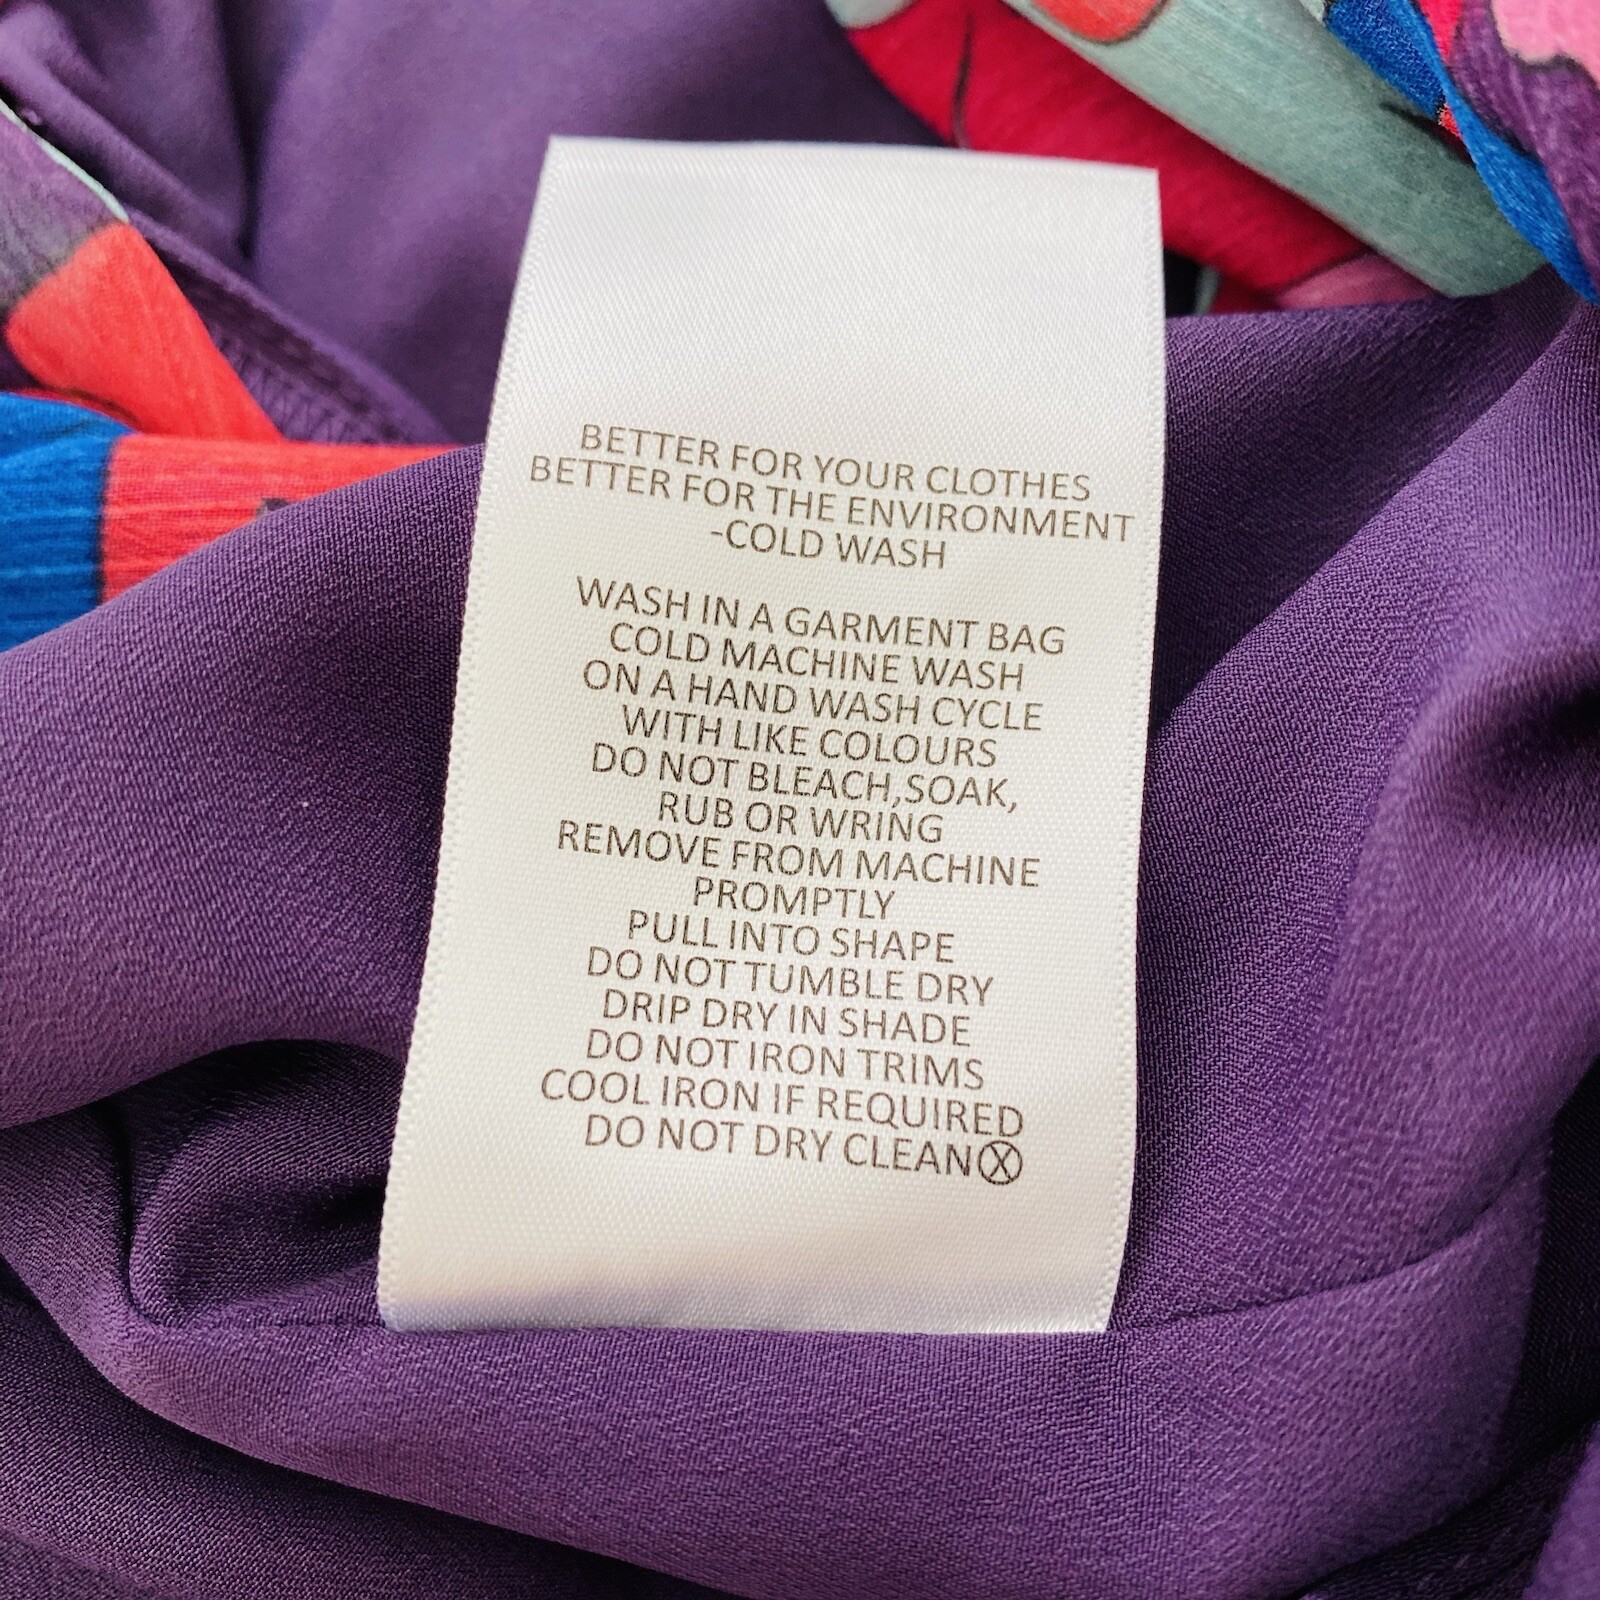 BETTER FOR YOUR CLOTHES
BETTER FOR THE ENVIRONMENT
-COLD WASH
WASH IN A GARMENT BAG
COLD MACHINE WASH
ON A HAND WASH CYCLE
WITH LIKE COLOURS
DO NOT BLEACH,SOAK,
RUB OR WRING
REMOVE FROM MACHINE
PROMPTLY
PULL INTO SHAPE
DO NOT TUMBLE DRY
DRIP DRY IN SHADE
DO NOT IRON TRIMS
COOL IRON IF REQUIRED
DO NOT DRY CLEANⓍ